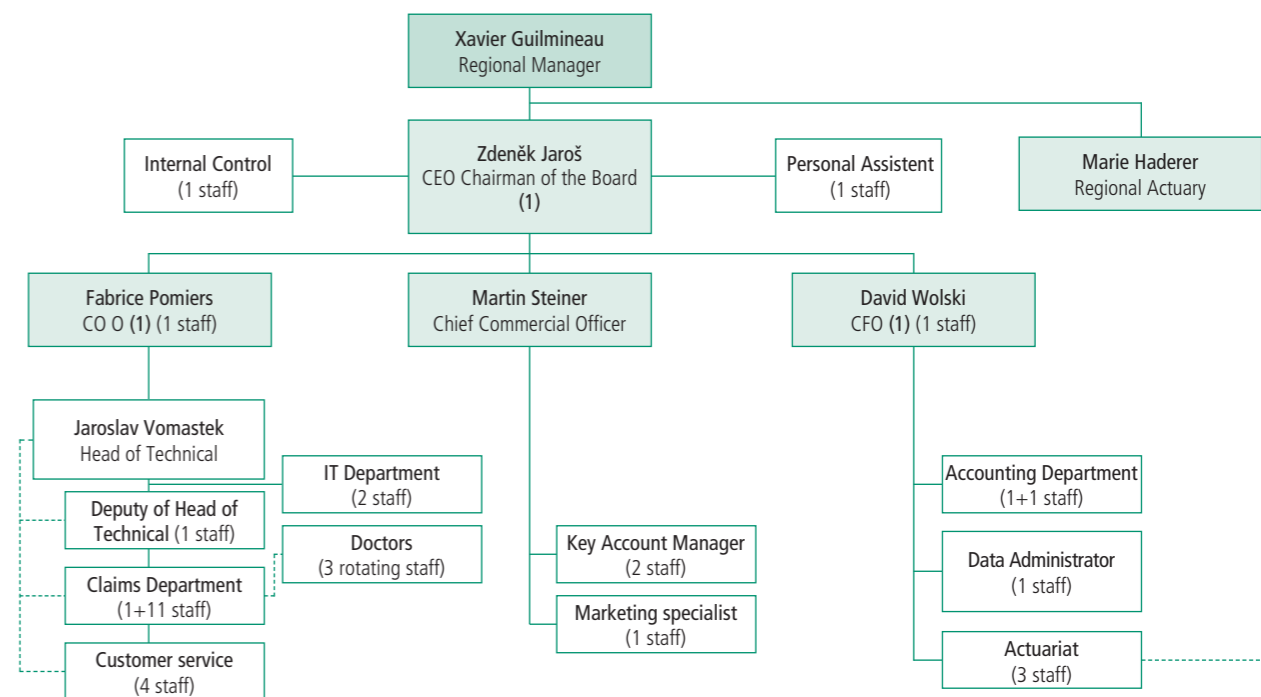 Xavier Guilmineau
Regional Manager
Internal Control
(1 staff)
Zdeněk Jaroš
CEO Chairman of the Board
(1)
Personal Assistent
(1 staff)
Marie Haderer
Regional Actuary
Fabrice Pomiers
CO O (1) (1 staff)
Martin Steiner
Chief Commercial Officer
David Wolski
CFO (1) (1 staff)
Jaroslav Vomastek
Head of Technical
IT Department
(2 staff)
Deputy of Head of
Technical (1 staff)
Doctors
(3 rotating staff)
Claims Department
(1+11 staff)
Customer service
(4 staff)
Key Account Manager
(2 staff)
Marketing specialist
(1 staff)
Accounting Department
(1+1 staff)
Data Administrator
(1 staff)
Actuariat
(3 staff)